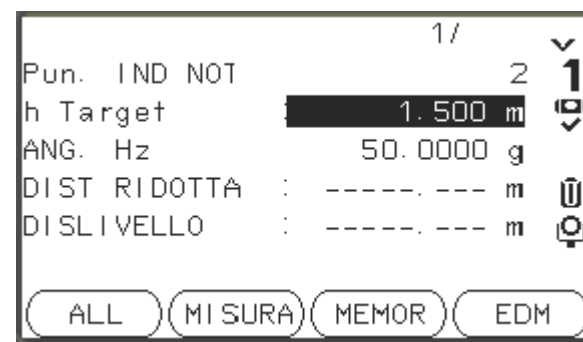 1/
Pun. IND NOT 2
h Target : 1.500 m
ANG. Hz 50.0000 g
DIST RIDOTTA : -----.--- m
DISLIVELLO : -----.--- m
1
ALL MISURA MEMOR EDM